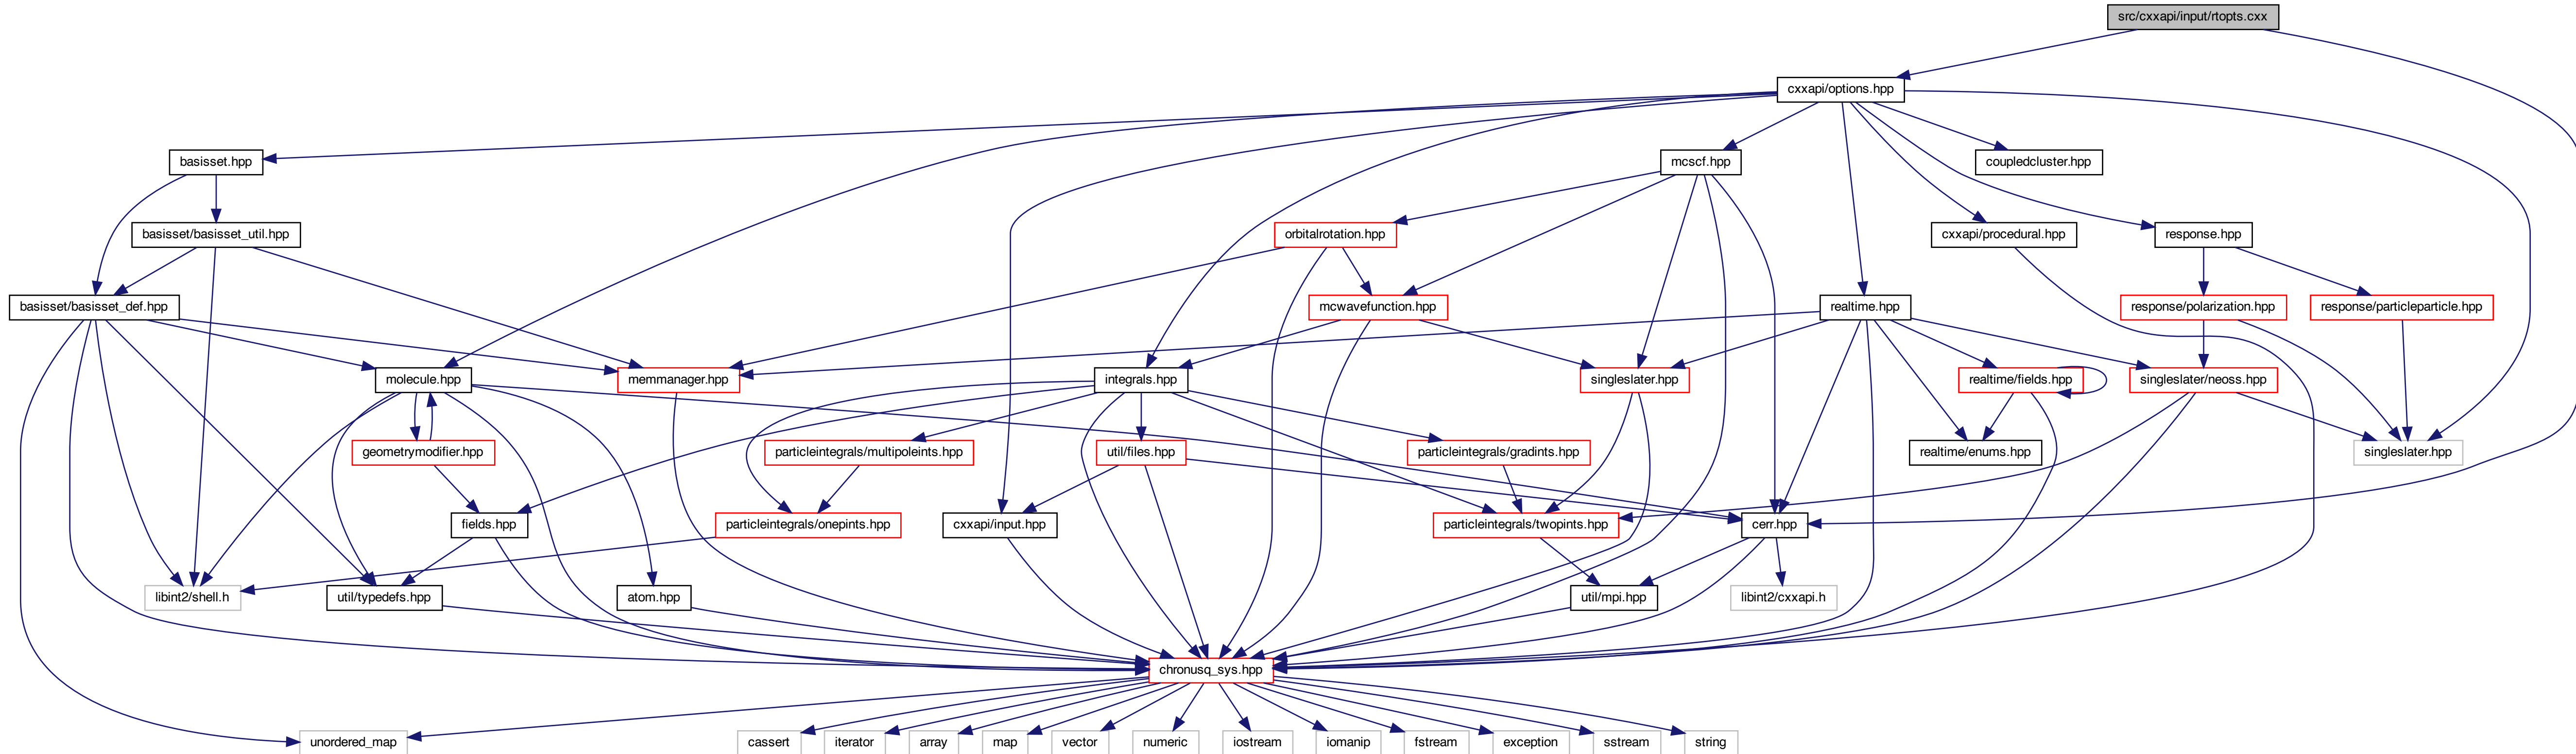 src/cxxapi/input/rtopts.cxx
cxxapi/options.hpp
basisset.hpp
mcscf.hpp
coupledcluster.hpp
basisset/basisset_util.hpp
orbitalrotation.hpp
cxxapi/procedural.hpp
response.hpp
basisset/basisset_def.hpp
mcwavefunction.hpp
realtime.hpp
response/polarization.hpp
response/particleparticle.hpp
molecule.hpp
memmanager.hpp
integrals.hpp
singleslater.hpp
realtime/fields.hpp
singleslater/neoss.hpp
geometrymodifier.hpp
particleintegrals/multipoleints.hpp
util/files.hpp
particleintegrals/gradints.hpp
realtime/enums.hpp
singleslater.hpp
fields.hpp
particleintegrals/onepints.hpp
cxxapi/input.hpp
particleintegrals/twopints.hpp
cerr.hpp
libint2/shell.h
util/typedefs.hpp
atom.hpp
util/mpi.hpp
libint2/cxxapi.h
chronusq_sys.hpp
unordered_map
cassert
iterator
array
map
vector
numeric
iostream
iomanip
fstream
exception
sstream
string